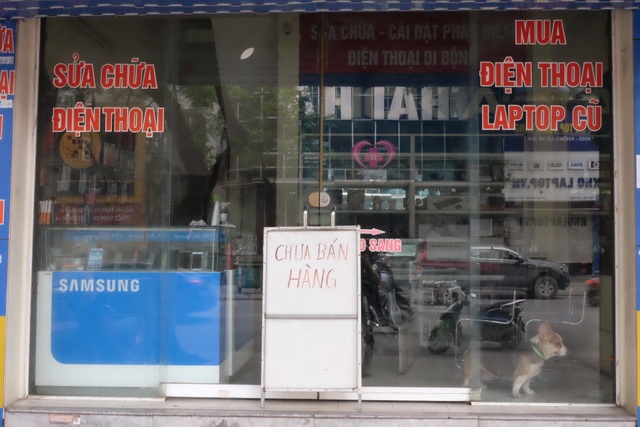 SỬA CHỮA
ĐIỆN THOẠI
SỬA CHỮA - CÀI ĐẶT PHẦN MỀM
ĐIỆN THOẠI DI ĐỘNG
MUA
ĐIỆN THOẠI
LAPTOP CŨ
SANG
CHƯA BÁN
HÀNG
SAMSUNG